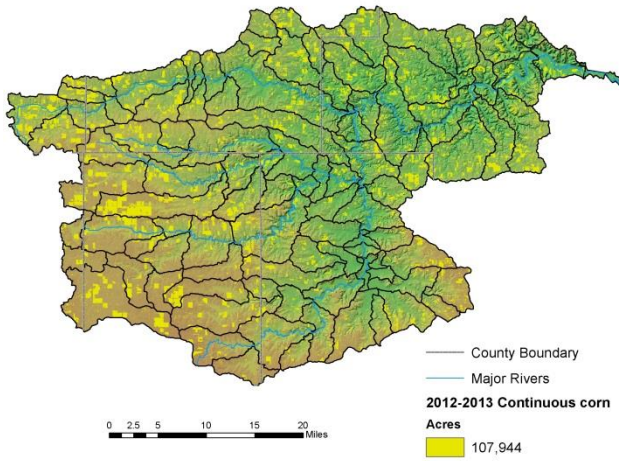 County Boundary
Major Rivers
2012-2013 Continuous corn
Acres
107,944
0 2.5 5 10 15 20
Miles